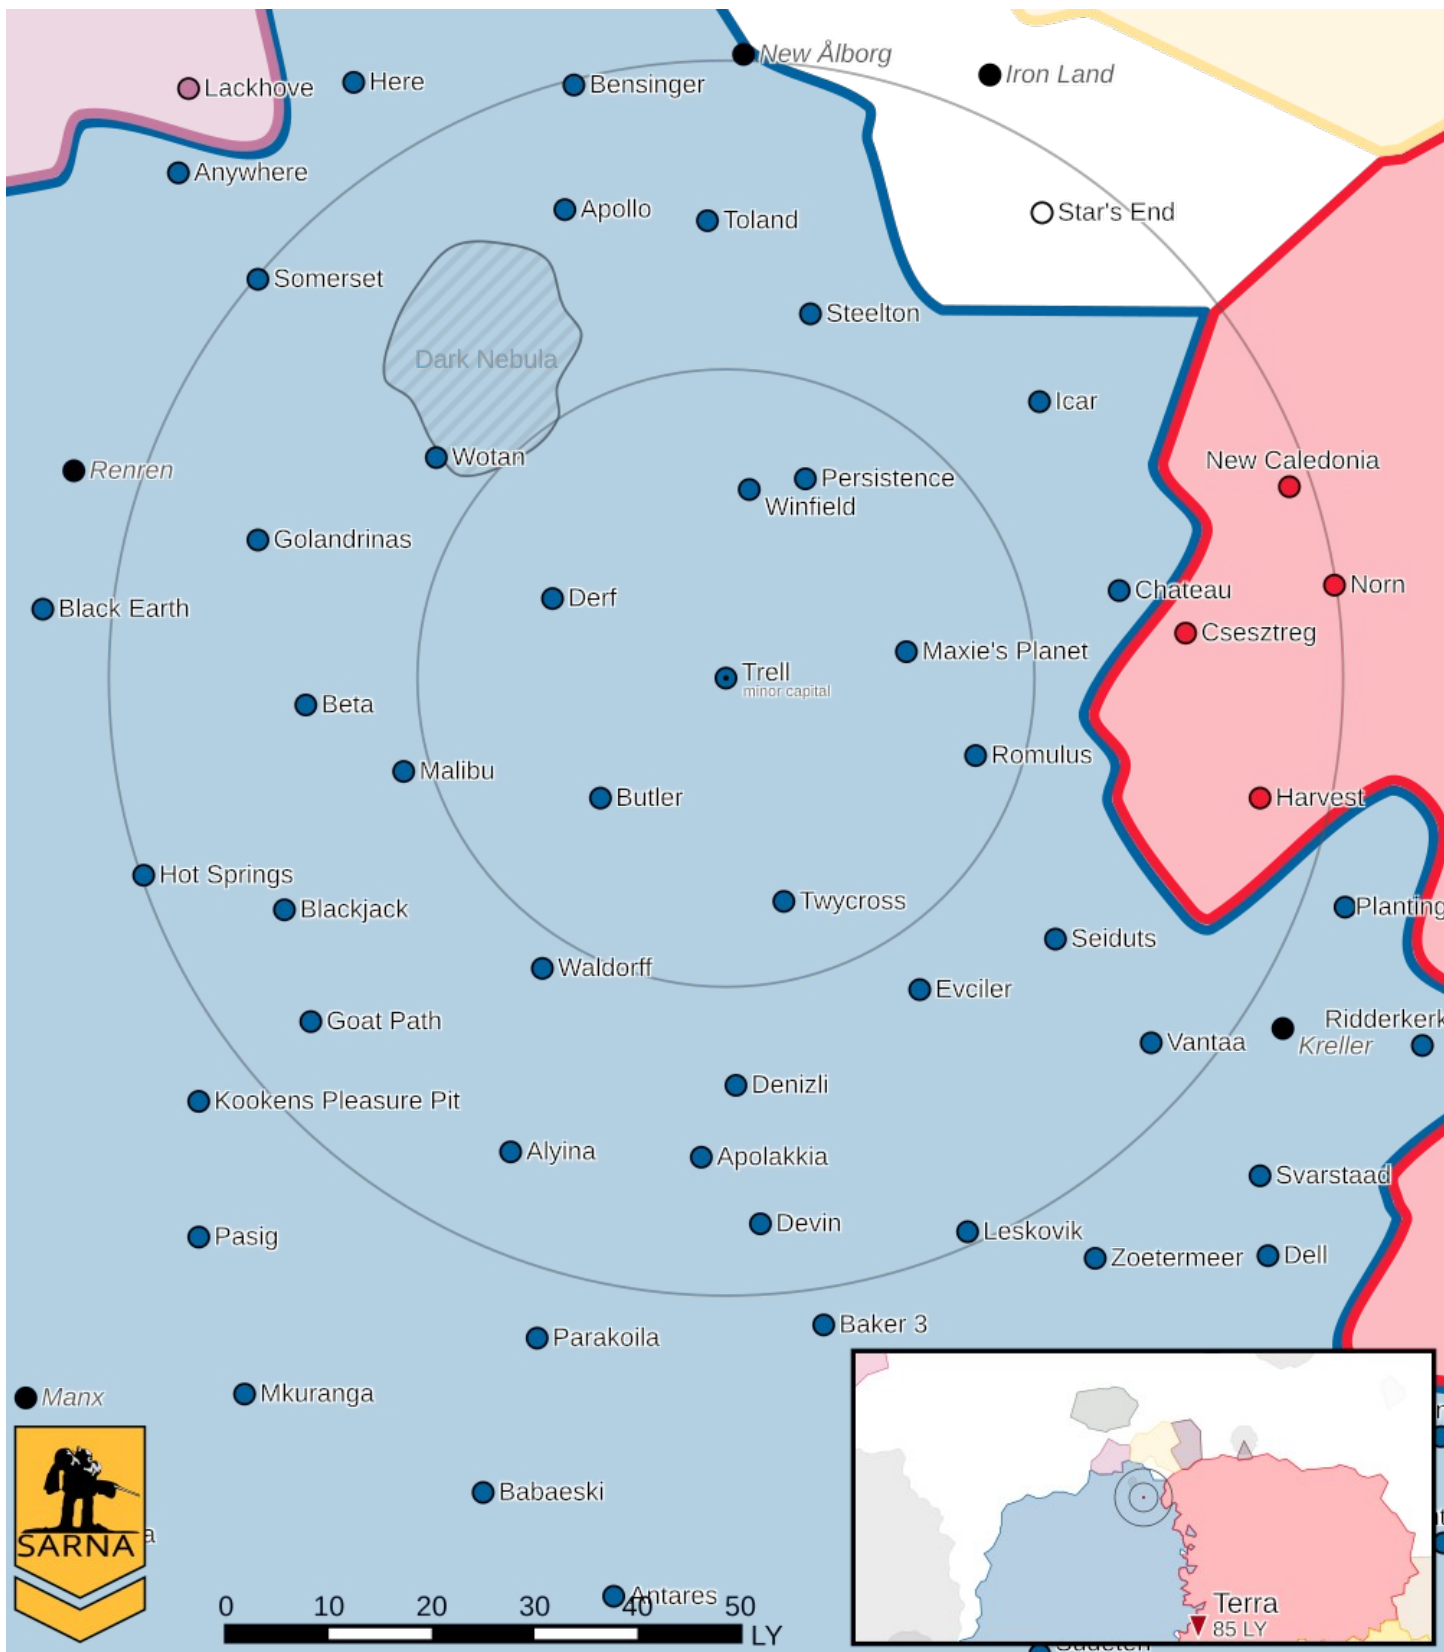 New Ålborg
Iron Land
Here
Bensinger
Lackhove
Anywhere
Apollo
Toland
Star's End
Somerset
Steelton
Dark Nebula
Icar
Wotan
New Caledonia
Renren
Persistence
Winfield
Golandrinas
Derf
Chateau
Norn
Black Earth
Csesztreg
Maxie's Planet
Trell
minor capital
Beta
Romulus
Malibu
Butler
Harvest
Hot Springs
Blackjack
Twycross
Planting
Seiduts
Waldorff
Evciler
Goat Path
Ridderkerk
Vantaa
Kreller
Denizli
Kookens Pleasure Pit
Alyina
Apolakkia
Svarstaad
Devin
Leskovik
Pasig
Zoetermeer
Dell
Baker 3
Parakoila
Mkuranga
Manx
Babaeski
SARNA
a
Antares
0 10 20 30 40 50
LY
Terra
85 LY